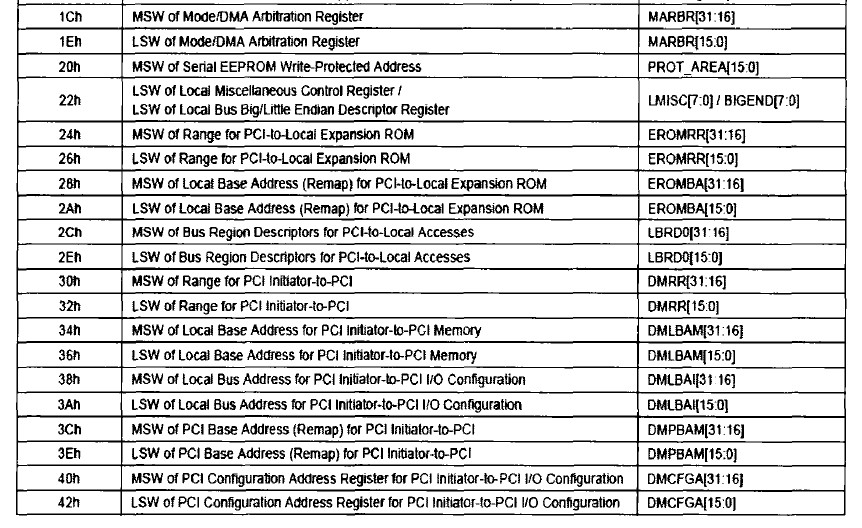 1Ch MSW of Mode/DMA Arbitration Register MARBR[31:16]
1Eh LSW of Mode/DMA Arbitration Register MARBR[15:0]
20h MSW of Serial EEPROM Write-Protected Address PROT_AREA[15:0]
22h LSW of Local Miscellaneous Control Register / LMISC[7:0] / BIGEND[7:0]
LSW of Local Bus Big/Little Endian Descriptor Register
24h MSW of Range for PCI-to-Local Expansion ROM EROMRR[31:16]
26h LSW of Range for PCI-to-Local Expansion ROM EROMRR[15:0]
28h MSW of Local Base Address (Remap) for PCI-to-Local Expansion ROM EROMBA[31:16]
2Ah LSW of Local Base Address (Remap) for PCI-to-Local Expansion ROM EROMBA[15:0]
2Ch MSW of Bus Region Descriptors for PCI-to-Local Accesses LBRD0[31:16]
2Eh LSW of Bus Region Descriptors for PCI-to-Local Accesses LBRD0[15:0]
30h MSW of Range for PCI Initiator-to-PCI DMRR[31:16]
32h LSW of Range for PCI Initiator-to-PCI DMRR[15:0]
34h MSW of Local Base Address for PCI Initiator-to-PCI Memory DMLBAM[31:16]
36h LSW of Local Base Address for PCI Initiator-to-PCI Memory DMLBAM[15:0]
38h MSW of Local Bus Address for PCI Initiator-to-PCI I/O Configuration DMLBAI[31:16]
3Ah LSW of Local Bus Address for PCI Initiator-to-PCI I/O Configuration DMLBAI[15:0]
3Ch MSW of PCI Base Address (Remap) for PCI Initiator-to-PCI DMPBAM[31:16]
3Eh LSW of PCI Base Address (Remap) for PCI Initiator-to-PCI DMPBAM[15:0]
40h MSW of PCI Configuration Address Register for PCI Initiator-to-PCI I/O Configuration DMCFGA[31:16]
42h LSW of PCI Configuration Address Register for PCI Initiator-to-PCI I/O Configuration DMCFGA[15:0]